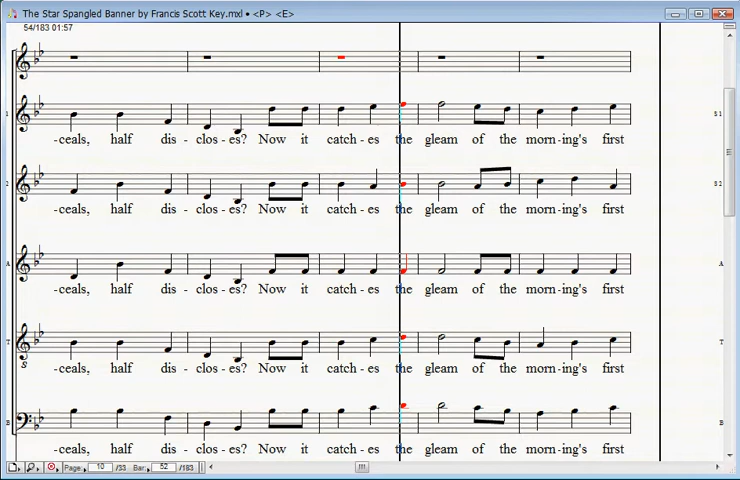 The Star Spangled Banner by Francis Scott Key.mxl • <P> <E>
54/183 01:57
1 S1
-ceals, half dis - clos - es? Now it catch - es the gleam of the morn-ing's first
2 S2
-ceals, half dis - clos - es? Now it catch - es the gleam of the morn-ing's first
A A
-ceals, half dis - clos - es? Now it catch - es the gleam of the morn-ing's first
T T
8
-ceals, half dis - clos - es? Now it catch - es the gleam of the morn-ing's first
B B
-ceals, half dis - clos - es? Now it catch - es the gleam of the morn-ing's first
Page: 10 /33 Bar: 52 /183